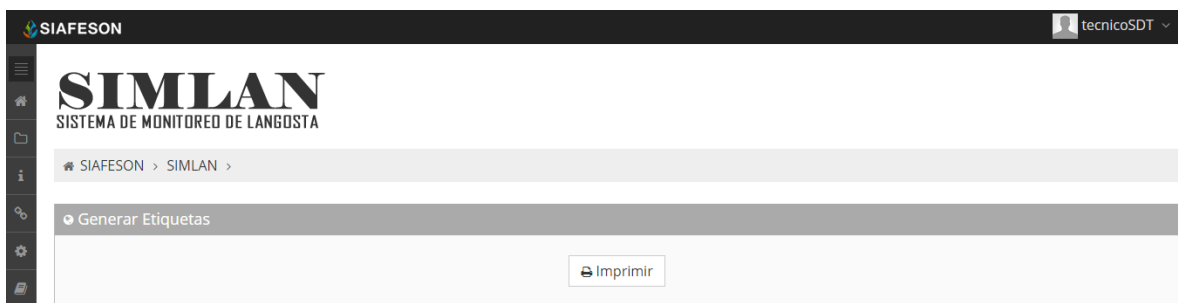 SIAFESON
tecnicoSDT
SIMLAN
SISTEMA DE MONITOREO DE LANGOSTA
SIAFESON > SIMLAN >
Generar Etiquetas
Imprimir